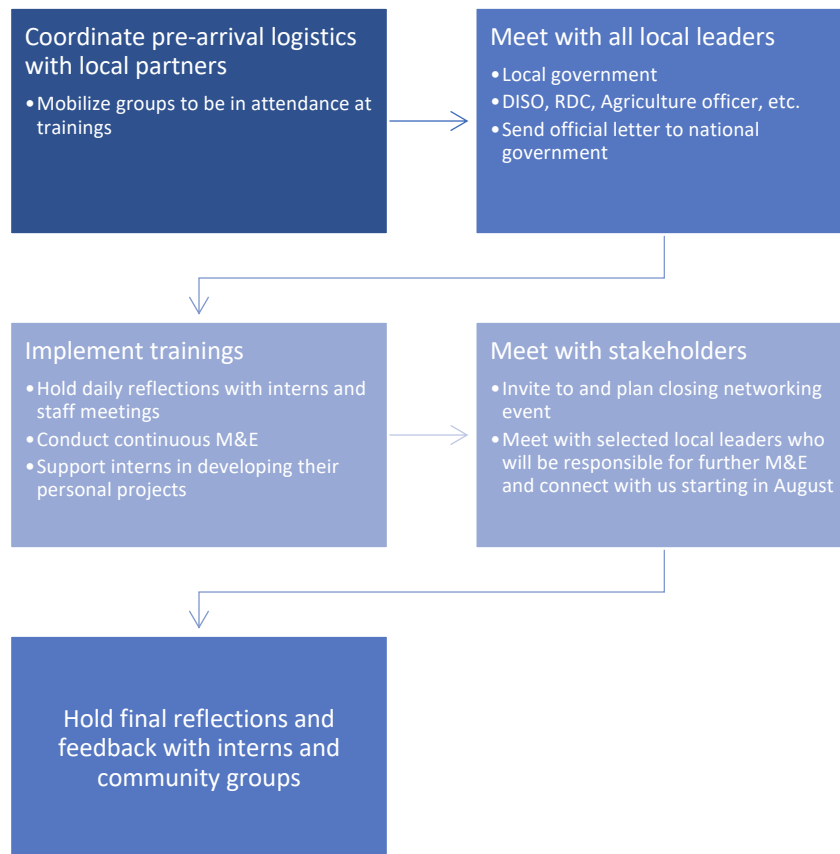 Coordinate pre-arrival logistics
with local partners
•Mobilize groups to be in attendance at
trainings
Meet with all local leaders
•Local government
•DISO, RDC, Agriculture officer, etc.
•Send official letter to national
government
Implement trainings
•Hold daily reflections with interns and
staff meetings
•Conduct continuous M&E
•Support interns in developing their
personal projects
Meet with stakeholders
•Invite to and plan closing networking
event
•Meet with selected local leaders who
will be responsible for further M&E
and connect with us starting in August
Hold final reflections and
feedback with interns and
community groups